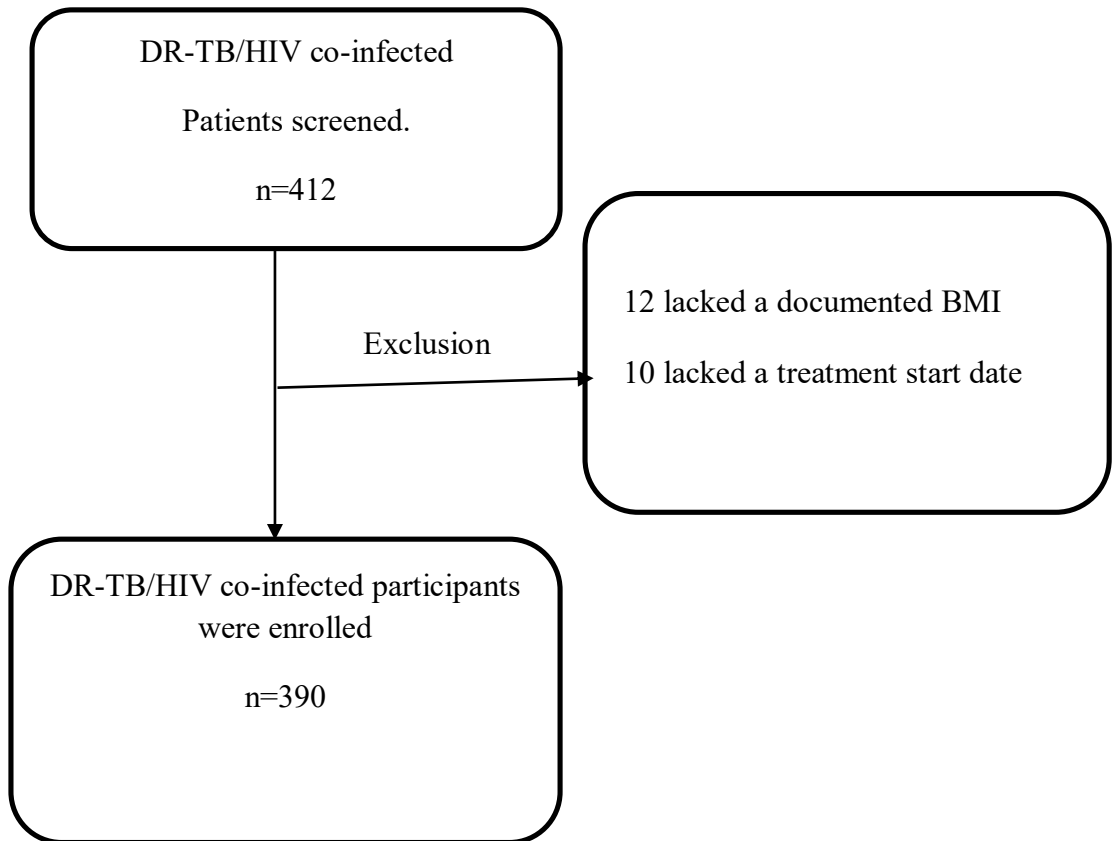 DR-TB/HIV co-infected
Patients screened.
n=412
Exclusion
12 lacked a documented BMI
10 lacked a treatment start date
DR-TB/HIV co-infected participants
were enrolled
n=390